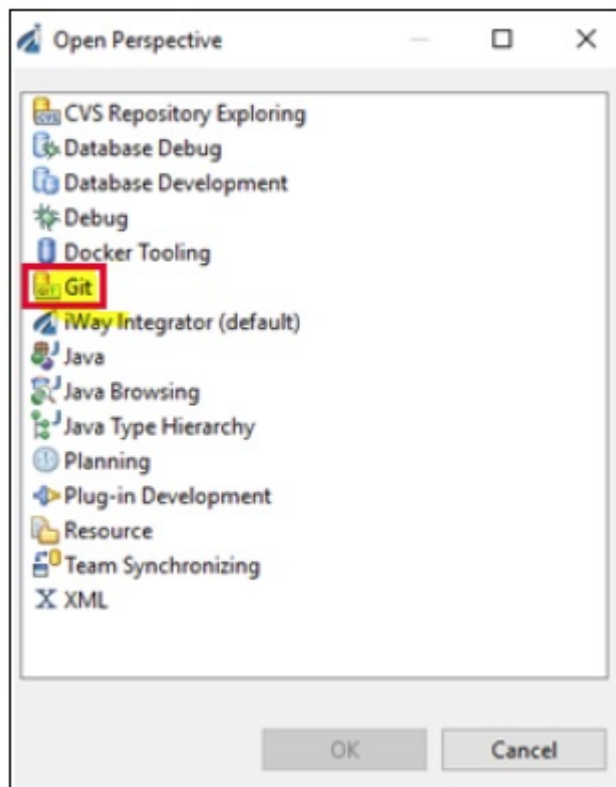 Open Perspective
CVS Repository Exploring
Database Debug
Database Development
Debug
Docker Tooling
Git
iWay Integrator (default)
Java
Java Browsing
Java Type Hierarchy
Planning
Plug-in Development
Resource
Team Synchronizing
XML
OK
Cancel